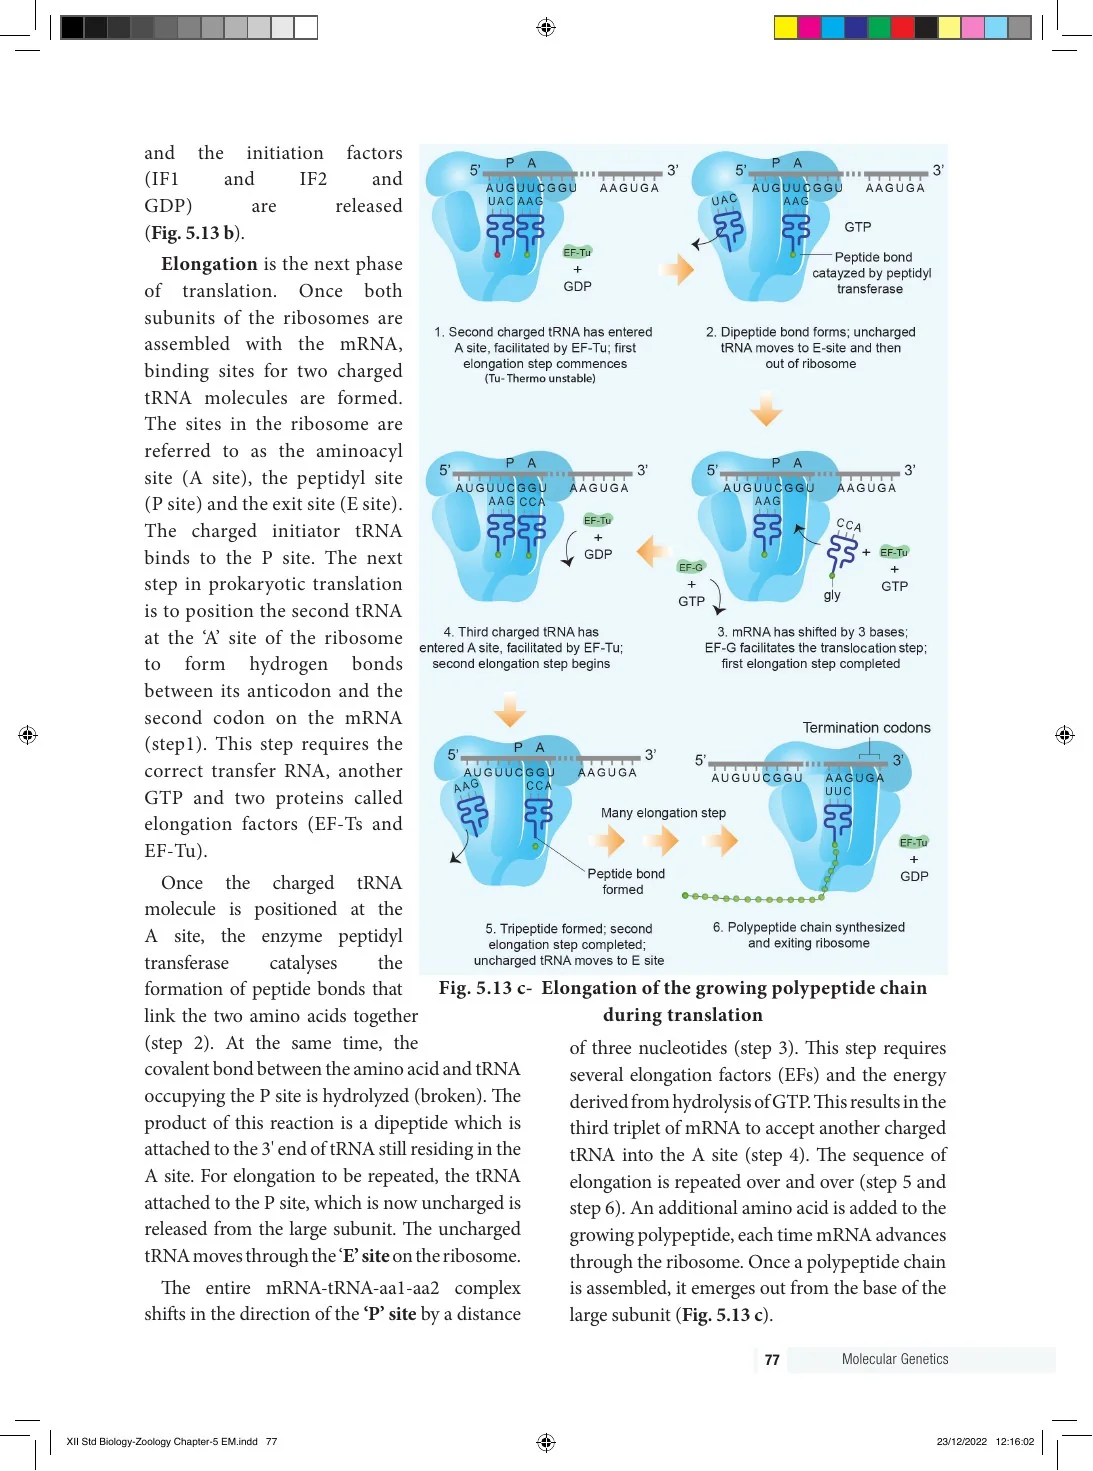 and the initiation factors
(IF1 and IF2 and
GDP) are released
(Fig. 5.13 b).
Elongation is the next phase
of translation. Once both
subunits of the ribosomes are
assembled with the mRNA,
binding sites for two charged
tRNA molecules are formed.
The sites in the ribosome are
referred to as the aminoacyl
site (A site), the peptidyl site
(P site) and the exit site (E site).
The charged initiator tRNA
binds to the P site. The next
step in prokaryotic translation
is to position the second tRNA
at the ‘A’ site of the ribosome
to form hydrogen bonds
between its anticodon and the
second codon on the mRNA
(step1). This step requires the
correct transfer RNA, another
GTP and two proteins called
elongation factors (EF-Ts and
EF-Tu).
Once the charged tRNA
molecule is positioned at the
A site, the enzyme peptidyl
transferase catalyses the
formation of peptide bonds that
link the two amino acids together
(step 2). At the same time, the
covalent bond between the amino acid and tRNA
occupying the P site is hydrolyzed (broken). The
product of this reaction is a dipeptide which is
attached to the 3' end of tRNA still residing in the
A site. For elongation to be repeated, the tRNA
attached to the P site, which is now uncharged is
released from the large subunit. The uncharged
tRNA moves through the ‘E’ site on the ribosome.
The entire mRNA-tRNA-aa1-aa2 complex
shifts in the direction of the ‘P’ site by a distance
P A
5’ 3’
AUGUUCGGU AAGUGA
UAC AAG
EF-Tu
+
GDP
1. Second charged tRNA has entered
A site, facilitated by EF-Tu; first
elongation step commences
(Tu- Thermo unstable)
P A
5’ 3’
AUGUUCGGU AAGUGA
UAC AAG
GTP
Peptide bond
catayzed by peptidyl
transferase
2. Dipeptide bond forms; uncharged
tRNA moves to E-site and then
out of ribosome
P A
5’ 3’
AUGUUCGGU AAGUGA
AAG CCA
EF-Tu
+
GDP
4. Third charged tRNA has
entered A site, facilitated by EF-Tu;
second elongation step begins
P A
5’ 3’
AUGUUCGGU AAGUGA
AAG
CCA
+ EF-Tu
+
GTP
gly
EF-G
+
GTP
3. mRNA has shifted by 3 bases;
EF-G facilitates the translocation step;
first elongation step completed
P A
5’ 3’
AUGUUCGGU AAGUGA
AAG CCA
Many elongation step
Peptide bond
formed
5. Tripeptide formed; second
elongation step completed;
uncharged tRNA moves to E site
Termination codons
5’ 3’
AUGUUCGGU AAGUGA
UUC
EF-Tu
+
GDP
6. Polypeptide chain synthesized
and exiting ribosome
Fig. 5.13 c- Elongation of the growing polypeptide chain
during translation
of three nucleotides (step 3). This step requires
several elongation factors (EFs) and the energy
derived from hydrolysis of GTP. This results in the
third triplet of mRNA to accept another charged
tRNA into the A site (step 4). The sequence of
elongation is repeated over and over (step 5 and
step 6). An additional amino acid is added to the
growing polypeptide, each time mRNA advances
through the ribosome. Once a polypeptide chain
is assembled, it emerges out from the base of the
large subunit (Fig. 5.13 c).
77 Molecular Genetics
XII Std Biology-Zoology Chapter-5 EM.indd 77 23/12/2022 12:16:02